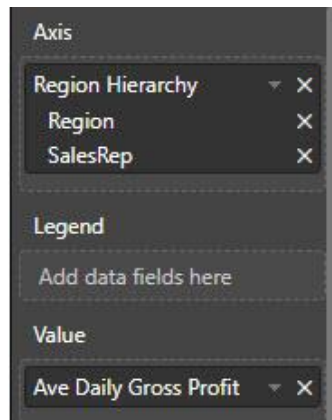 Axis
Region Hierarchy
Region
SalesRep
Legend
Add data fields here
Value
Ave Daily Gross Profit